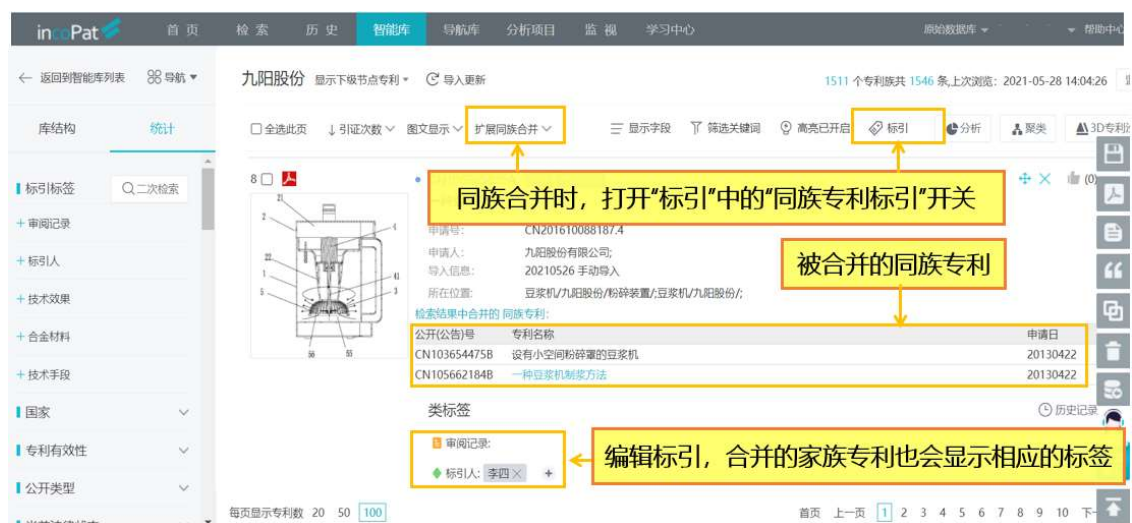 incoPat 首页 检索 历史 智能库 导航库 分析项目 监视 学习中心 原始数据库 帮助中心
返回到智能库列表 导航 九阳股份 显示下级节点专利 导入更新 1511 个专利族共 1546 条,上次浏览: 2021-05-28 14:04:26
库结构 统计 全选此页 ↓引证次数 图文显示 扩展同族合并 显示字段 筛选关键词 高亮已开启 标引 分析 聚类 3D专利
8 (0)
同族合并时，打开“标引”中的“同族专利标引”开关
标引标签 二次检索
+ 审阅记录
+ 标引人
+ 技术效果
+ 合金材料
+ 技术手段
国家
专利有效性
公开类型
21
2
4
22
1
41
5
3
56 55
申请号: CN201610088187.4
申请人: 九阳股份有限公司;
导入信息: 20210526 手动导入
所在位置: 豆浆机/九阳股份/粉碎装置/;豆浆机/九阳股份/;
被合并的同族专利
检索结果中合并的 同族专利:
公开(公告)号 专利名称 申请日
CN103654475B 设有小空间粉碎罩的豆浆机 20130422
CN105662184B 一种豆浆机制浆方法 20130422
类标签 历史记录
审阅记录:
标引人: 李四× +
编辑标引，合并的家族专利也会显示相应的标签
每页显示专利数 20 50 100 首页 上一页 1 2 3 4 5 6 7 8 9 10